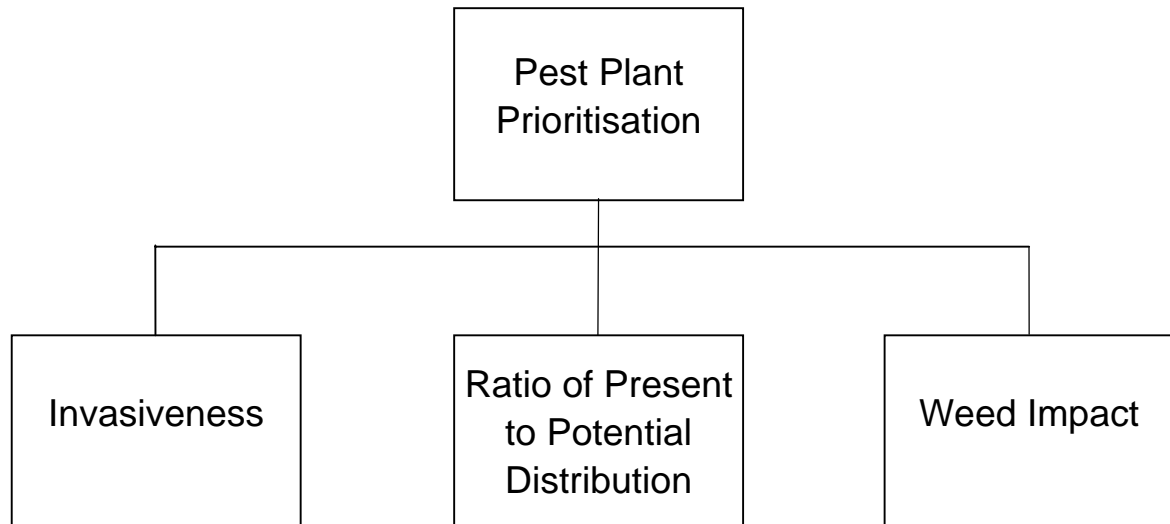 Pest Plant
Prioritisation
Invasiveness
Ratio of Present
to Potential
Distribution
Weed Impact